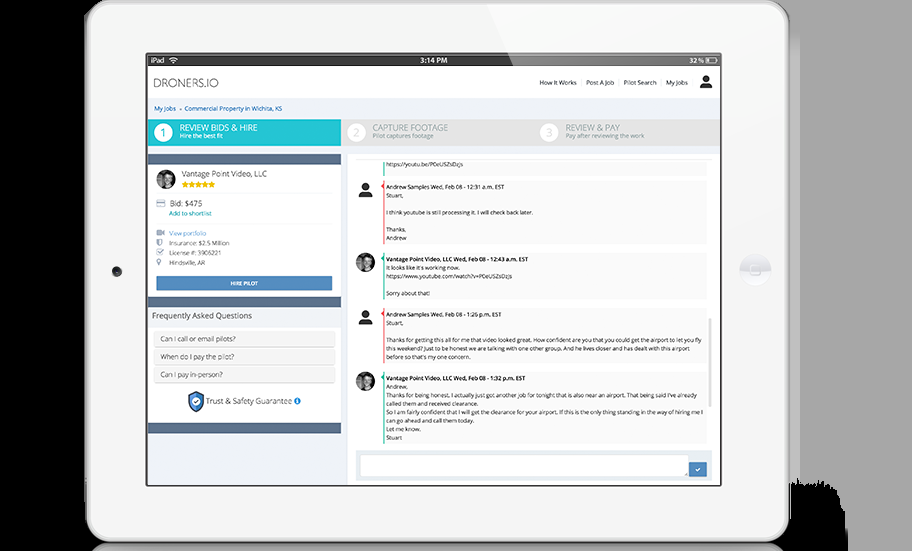 iPad
3:14 PM
32 %
DRONERS.IO
How It Works
Post A Job
Pilot Search
My Jobs
My Jobs
Commercial Property in Wichita, KS
1
REVIEW BIDS & HIRE
Hire the best fit
2
CAPTURE FOOTAGE
Pilot captures footage
3
REVIEW & PAY
Pay after reviewing the work
Vantage Point Video, LLC
Bid: $475
Add to shortlist
View portfolio
Insurance: $2.5 Million
License #: 3905221
Hindsville, AR
HIRE PILOT
Frequently Asked Questions
Can I call or email pilots?
When do I pay the pilot?
Can I pay in-person?
Trust & Safety Guarantee
https://youtu.be/P0eUSZsDzjs
Andrew Samples Wed, Feb 08 - 12:31 a.m. EST
Stuart,
I think youtube is still processing it. I will check back later.
Thanks,
Andrew
Vantage Point Video, LLC Wed, Feb 08 - 12:43 a.m. EST
It looks like it's working now.
https://www.youtube.com/watch?v=P0eUSZsDzjs
Sorry about that!
Andrew Samples Wed, Feb 08 - 1:26 p.m. EST
Stuart,
Thanks for getting this all for me that video looked great. How confident are you that you could get the airport to let you fly
this weekend? Just to be honest we are talking with one other group. And he lives closer and has dealt with this airport
before so that's my one concern.
Vantage Point Video, LLC Wed, Feb 08 - 1:32 p.m. EST
Andrew,
Thanks for being honest, I actually just got another job for tonight that is also near an airport. That being said I've already
called them and received clearance.
So I am fairly confident that I will get the clearance for your airport. If this is the only thing standing in the way of hiring me I
can go ahead and call them today.
Let me know,
Stuart